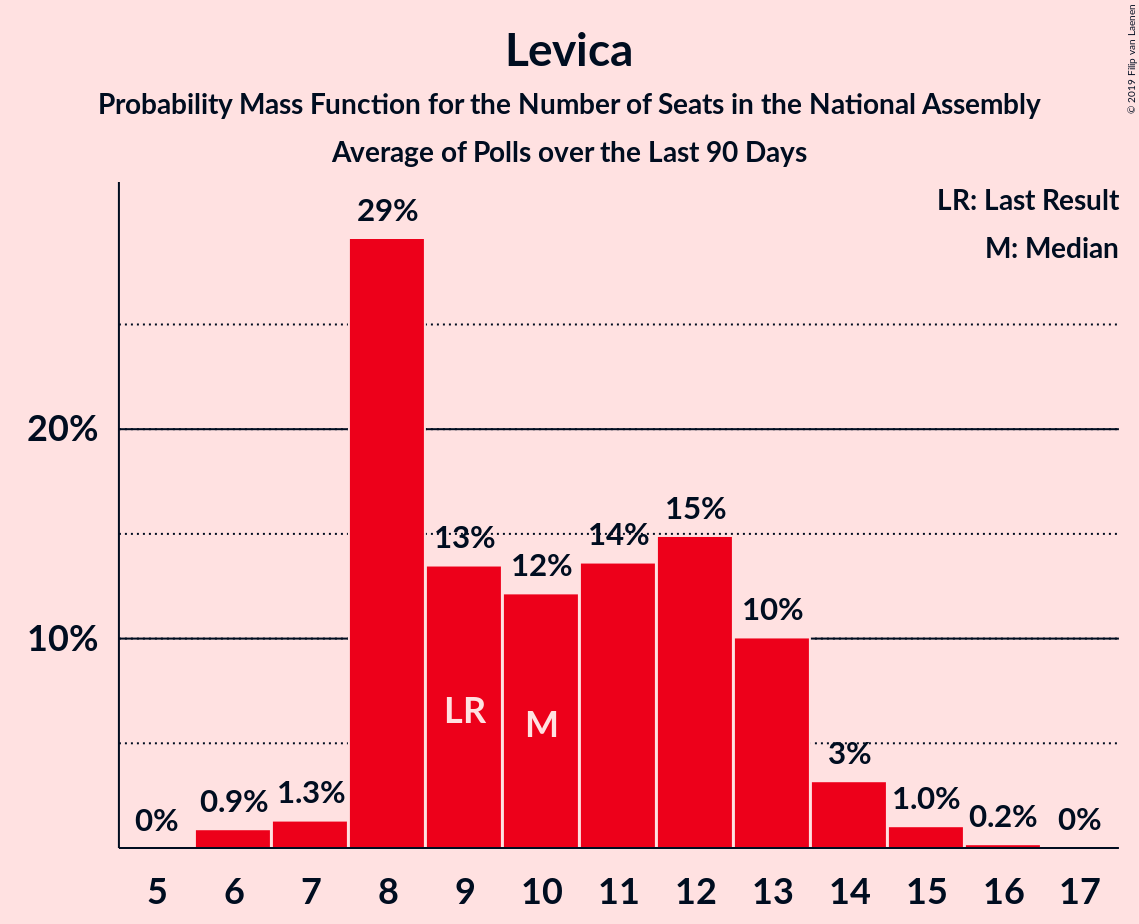 Levica
Probability Mass Function for the Number of Seats in the National Assembly
Average of Polls over the Last 90 Days
© 2019 Filip van Laenen
LR: Last Result
M: Median
29%
20%
15%
13%
14%
12%
10%
10%
LR
M
3%
0%
0.9%
1.3%
1.0%
0.2%
0%
5 6 7 8 9 10 11 12 13 14 15 16 17